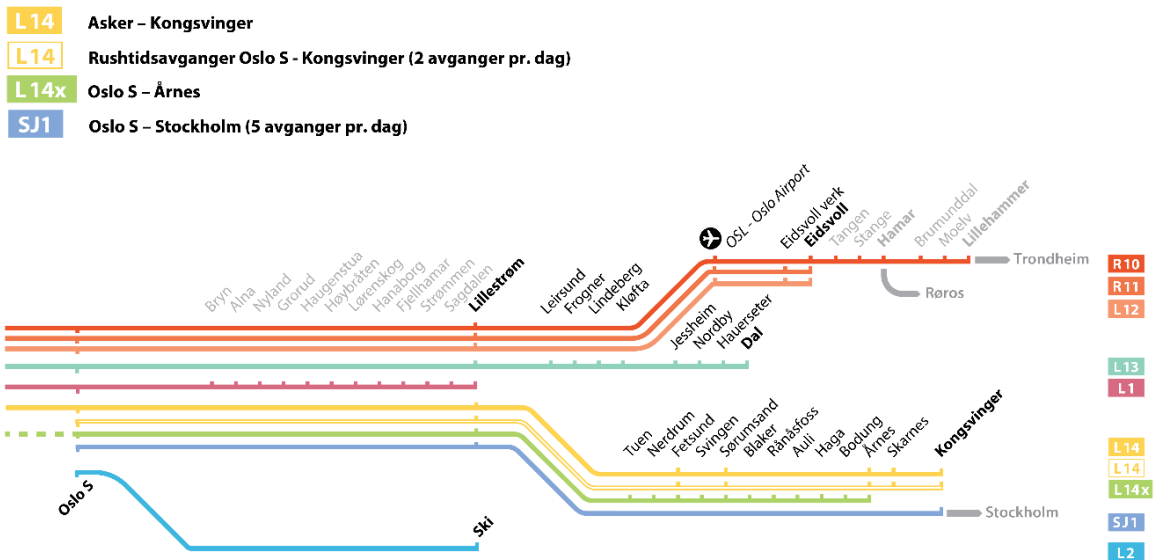 L14 Asker – Kongsvinger
L14 Rushtidsavganger Oslo S - Kongsvinger (2 avganger pr. dag)
L14x Oslo S – Årnes
SJ1 Oslo S – Stockholm (5 avganger pr. dag)
Bryn
Alna
Nyland
Grorud
Haugenstua
Høybråten
Lørenskog
Hanaborg
Fjellhamar
Strømmen
Sagdalen
Lillestrøm
Leirsund
Frogner
Lindeberg
Kløfta
OSL - Oslo Airport
Eidsvoll verk
Eidsvoll
Tangen
Stange
Hamar
Brumunddal
Moelv
Lillehammer
Trondheim
Røros
Jessheim
Nordby
Hauerseter
Dal
Tuen
Nerdrum
Fetsund
Svingen
Sørumsand
Blaker
Rånåsfoss
Auli
Haga
Bodung
Årnes
Skarnes
Kongsvinger
Stockholm
Oslo S
Ski
R10
R11
L12
L13
L1
L14
L14
L14x
SJ1
L2